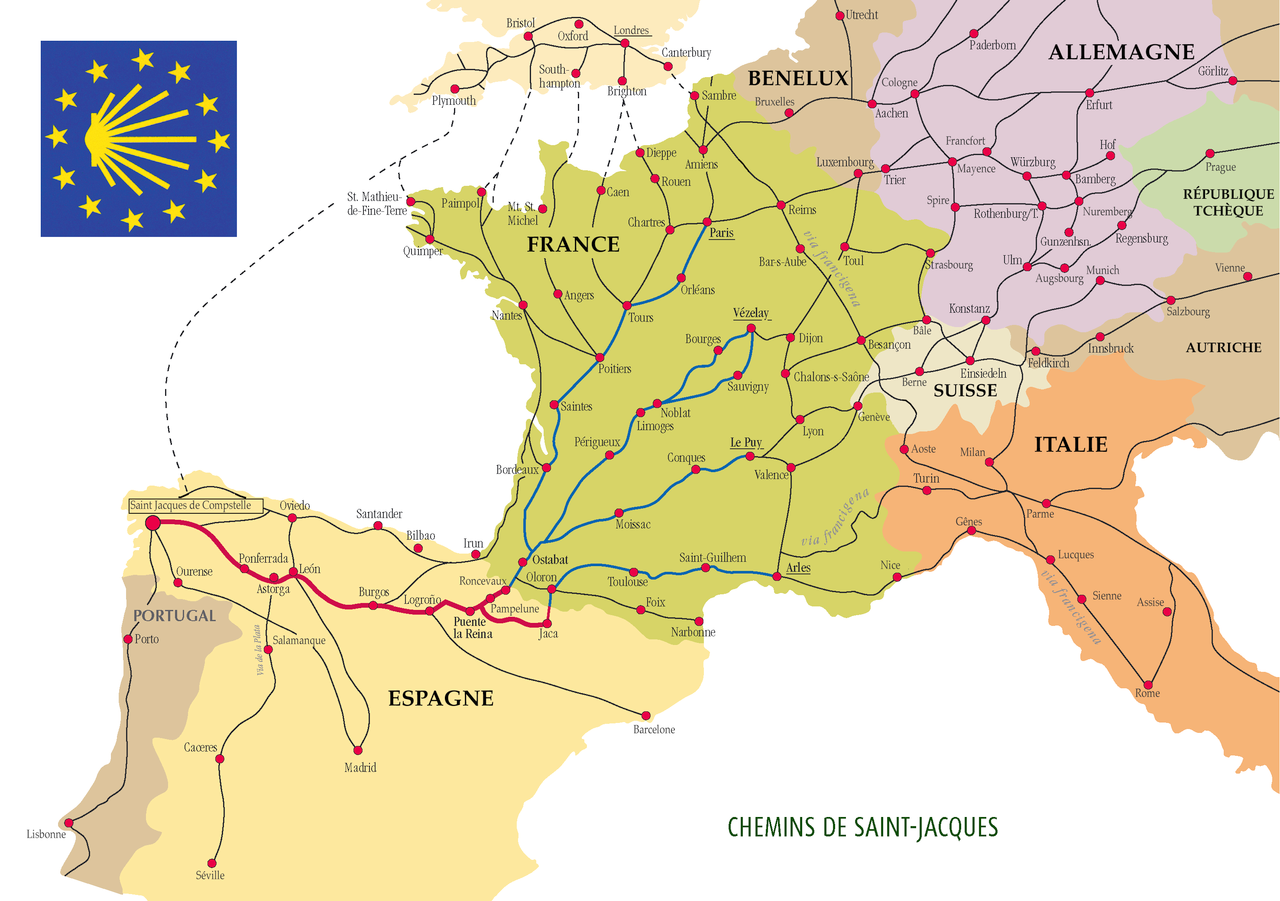 Utrecht
Bristol
Oxford
Londres
Paderborn
ALLEMAGNE
Canterbury
South-
hampton
BENELUX
Cologne
Görlitz
Plymouth
Brighton
Sambre
Bruxelles
Aachen
Erfurt
Dieppe
Amiens
Luxembourg
Francfort
Mayence
Würzburg
Hof
Prague
Trier
Bamberg
Rouen
St. Mathieu-
de-Fine-Terre
Paimpol
Caen
Mt. St.
Michel
Chartres
Paris
Reims
Spire
Rothenburg/T.
Nuremberg
RÉPUBLIQUE
TCHÈQUE
Quimper
FRANCE
via francigena
Bar-s-Aube
Toul
Strasbourg
Gunzenhsn.
Regensburg
Ulm
Augsbourg
Munich
Vienne
Angers
Orléans
Nantes
Tours
Vézelay
Konstanz
Salzbourg
Bâle
Bourges
Dijon
Besançon
Innsbruck
AUTRICHE
Feldkirch
Poitiers
Sauvigny
Chalons-s-Saône
Berne
Einsiedeln
SUISSE
Saintes
Noblat
Limoges
Genève
Lyon
Périgueux
Le Puy
Conques
Valence
Aoste
Milan
ITALIE
Bordeaux
Turin
Parme
Saint Jacques de Compstelle
Oviedo
Santander
Moissac
via francigena
Gênes
Bilbao
Irun
Ponferrada
León
Ostabat
Saint-Guilhem
Arles
Nice
Lucques
Ourense
Astorga
Roncevaux
Oloron
Toulouse
via francigena
Burgos
Logroño
Pampelune
Foix
Sienne
Assise
PORTUGAL
Puente
la Reina
Jaca
Narbonne
Porto
Via de la Plata
Salamanque
ESPAGNE
Rome
Barcelone
Caceres
Madrid
Lisbonne
CHEMINS DE SAINT-JACQUES
Séville